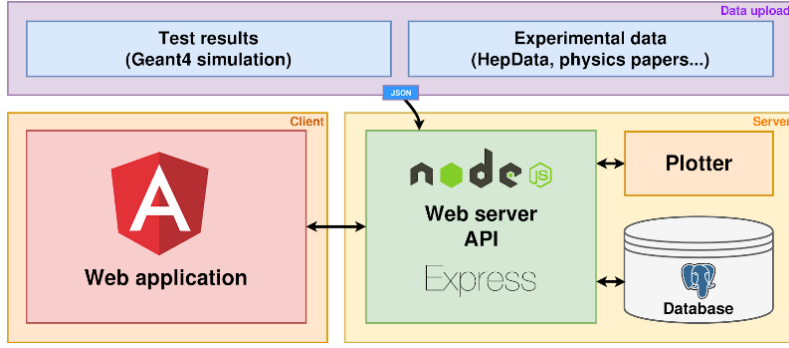 Data upload
Test results
(Geant4 simulation)
Experimental data
(HepData, physics papers...)
JSON
Client
Server
A
Web application
node
JS
Web server
API
Express
Plotter
Database